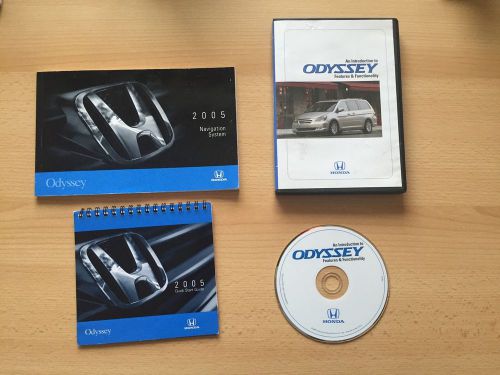 2005
Navigation
System
Odyssey
HONDA
An Introduction to
ODYSSEY
Features & Functionality
HONDA
2005
Quick Start Guide
Odyssey
HONDA
An Introduction to
ODYSSEY
Features & Functionality
HONDA